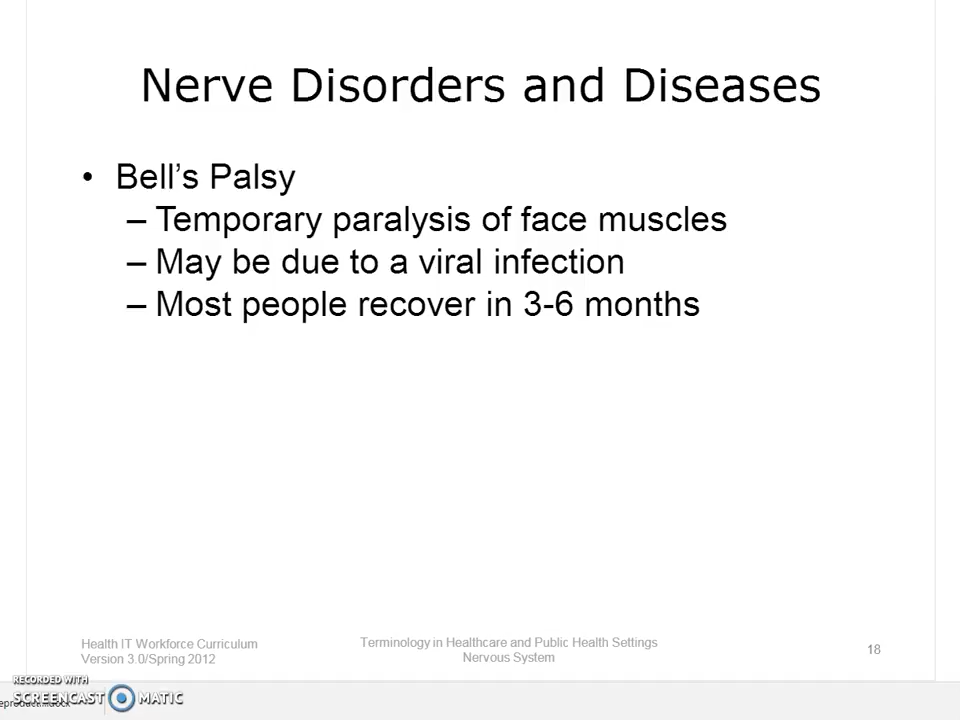 Nerve Disorders and Diseases
• Bell’s Palsy
– Temporary paralysis of face muscles
– May be due to a viral infection
– Most people recover in 3-6 months
Health IT Workforce Curriculum
Version 3.0/Spring 2012
Terminology in Healthcare and Public Health Settings
Nervous System
18
RECORDED WITH
SCREENCAST MATIC